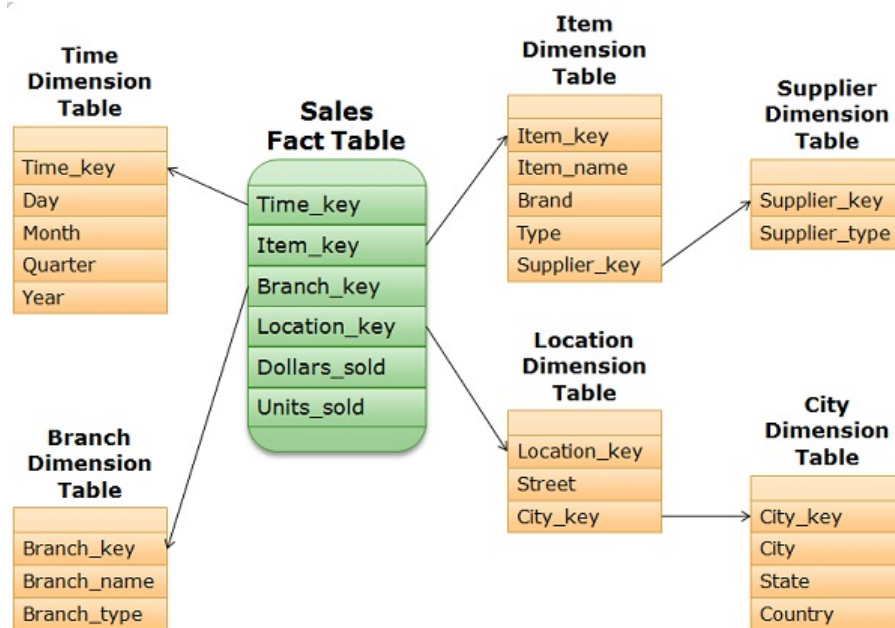 Time
Dimension
Table
Time_key
Day
Month
Quarter
Year
Sales
Fact Table
Time_key
Item_key
Branch_key
Location_key
Dollars_sold
Units_sold
Item
Dimension
Table
Item_key
Item_name
Brand
Type
Supplier_key
Supplier
Dimension
Table
Supplier_key
Supplier_type
Branch
Dimension
Table
Branch_key
Branch_name
Branch_type
Location
Dimension
Table
Location_key
Street
City_key
City
Dimension
Table
City_key
City
State
Country